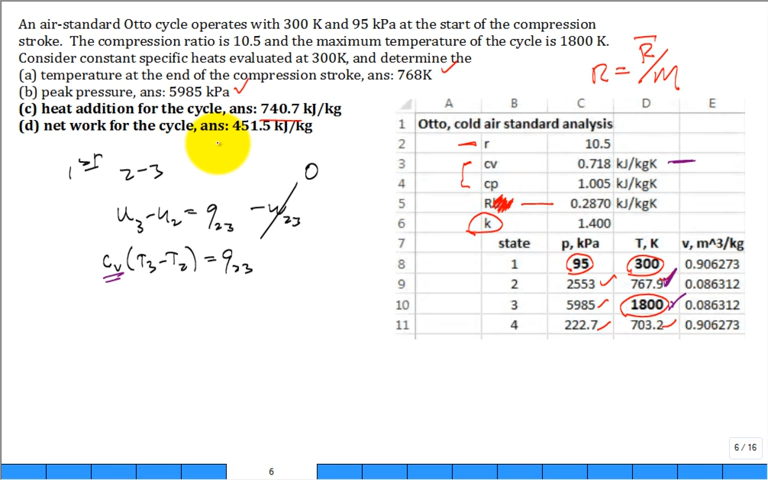 An air-standard Otto cycle operates with 300 K and 95 kPa at the start of the compression
stroke.  The compression ratio is 10.5 and the maximum temperature of the cycle is 1800 K.
Consider constant specific heats evaluated at 300K, and determine the
(a) temperature at the end of the compression stroke, ans: 768K
(b) peak pressure, ans: 5985 kPa
(c) heat addition for the cycle, ans: 740.7 kJ/kg
(d) net work for the cycle, ans: 451.5 kJ/kg
R = R̅/M
1st 2-3
u3 - u2 = q23 - w23 0
cv (T3 - T2) = q23
A B C D E
1 Otto, cold air standard analysis
2 r 10.5
3 cv 0.718 kJ/kgK
4 cp 1.005 kJ/kgK
5 R 0.2870 kJ/kgK
6 k 1.400
7 state p, kPa T, K v, m^3/kg
8 1 95 300 0.906273
9 2 2553 767.9 0.086312
10 3 5985 1800 0.086312
11 4 222.7 703.2 0.906273
6 / 16
6